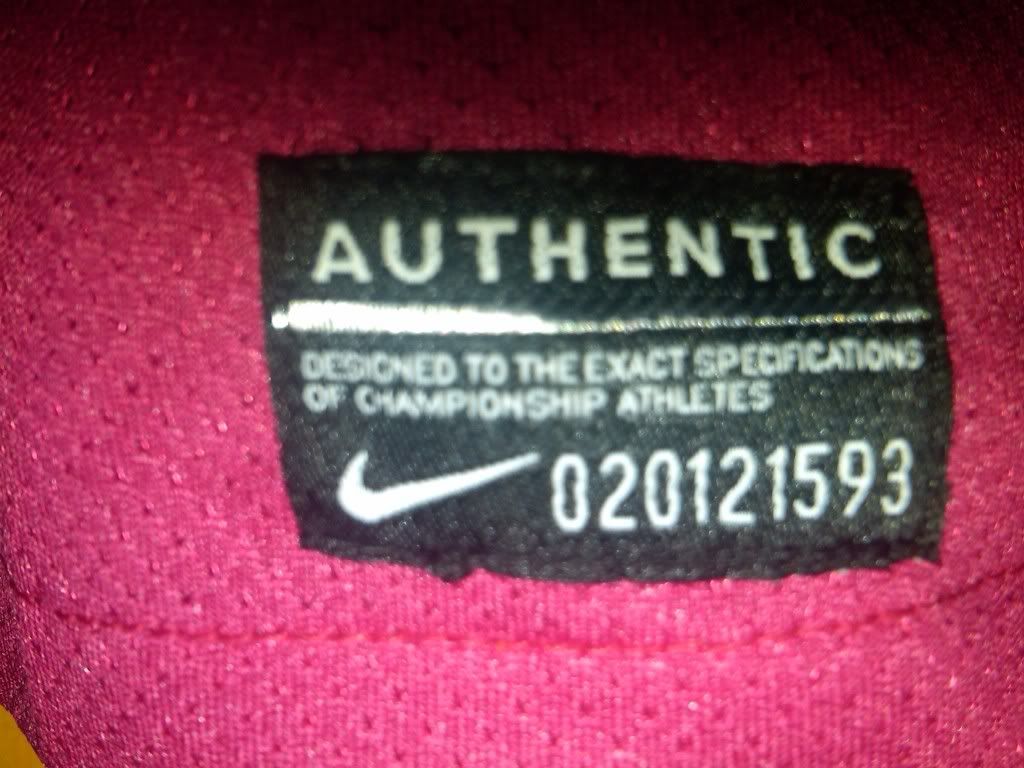 AUTHENTIC
DESIGNED TO THE EXACT SPECIFICATIONS
OF CHAMPIONSHIP ATHLETES
020121593